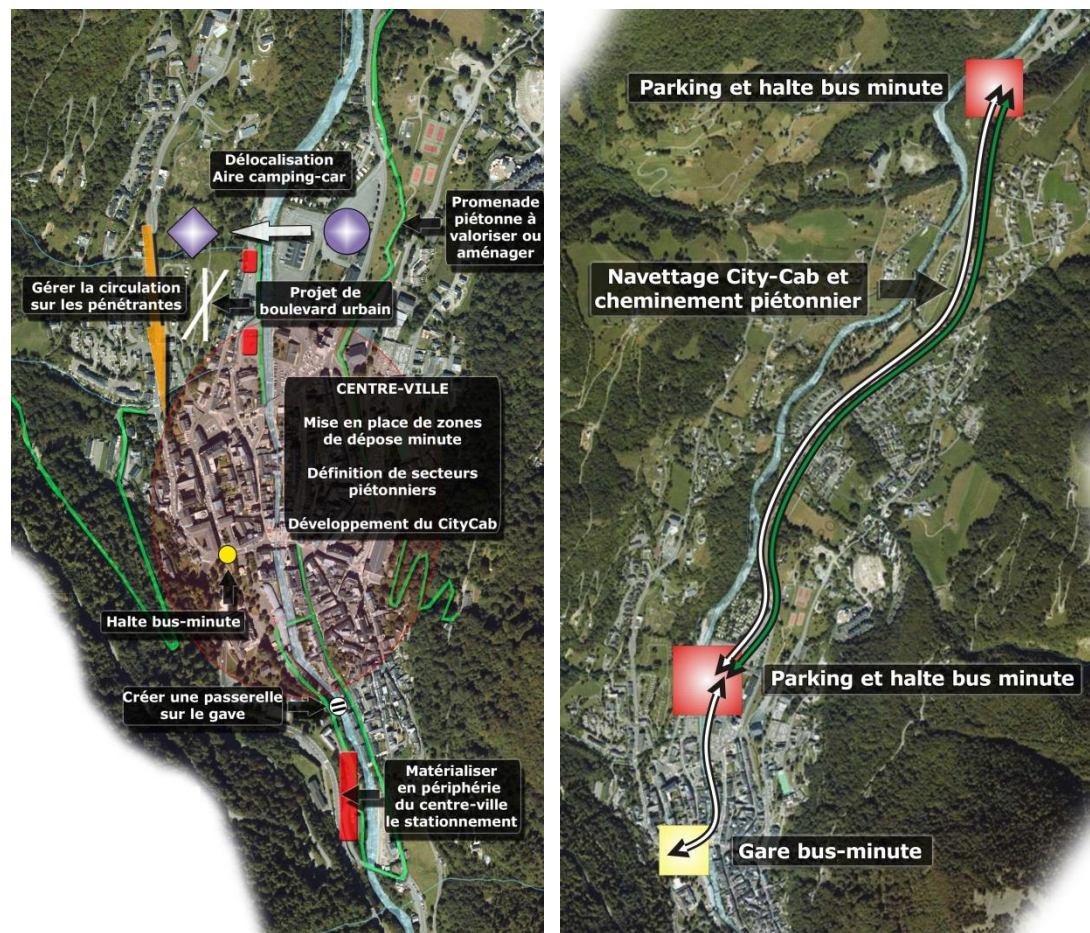 Délocalisation
Aire camping-car
Promenade
piétonne à
valoriser ou
aménager
Gérer la circulation
sur les pénétrantes
Projet de
boulevard urbain
CENTRE-VILLE
Mise en place de zones
de dépose minute
Définition de secteurs
piétonniers
Développement du CityCab
Halte bus-minute
Créer une passerelle
sur le gave
Matérialiser
en périphérie
du centre-ville
le stationnement
Parking et halte bus minute
Navettage City-Cab et
cheminement piétonnier
Parking et halte bus minute
Gare bus-minute